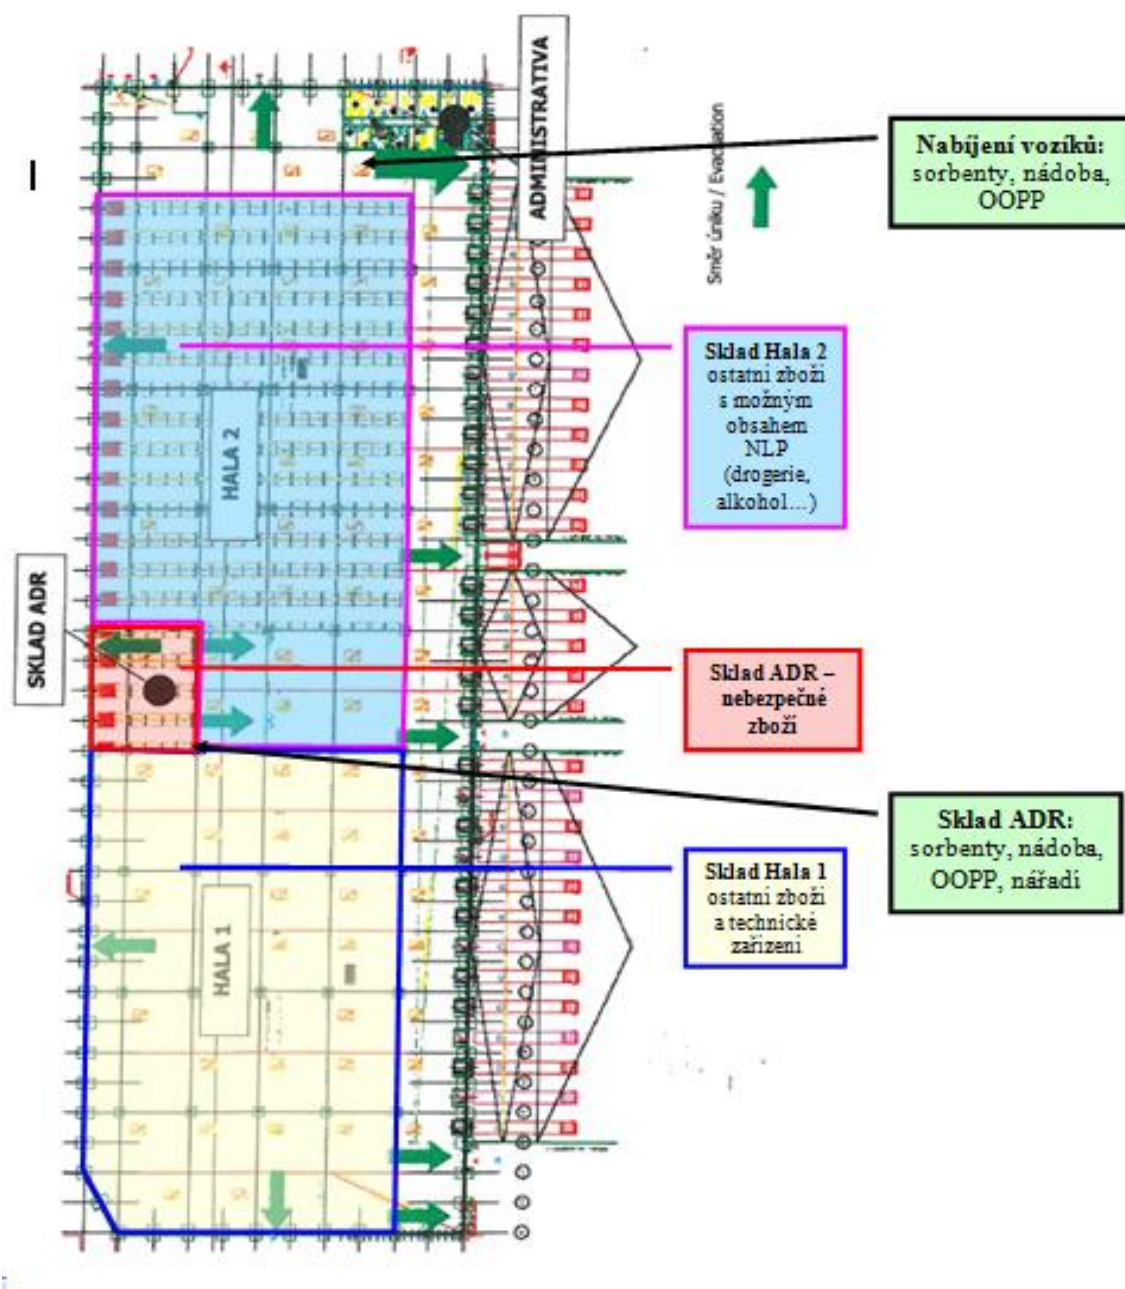 ADMINISTRATIVA
Směr úniku / Evacuation
Nabíjení vozíků:
sorbenty, nádoba,
OOPP
Sklad Hala 2
ostatní zboží
s možným
obsahem
NLP
(drogerie,
alkohol...)
HALA 2
SKLAD ADR
Sklad ADR –
nebezpečné
zboží
Sklad ADR:
sorbenty, nádoba,
OOPP, nářadí
Sklad Hala 1
ostatní zboží
a technické
zařízení
HALA 1